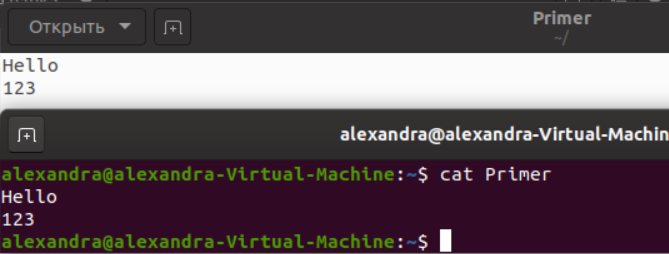 Открыть
Primer
~/
Hello
123
alexandra@alexandra-Virtual-Machin
alexandra@alexandra-Virtual-Machine:~$ cat Primer
Hello
123
alexandra@alexandra-Virtual-Machine:~$